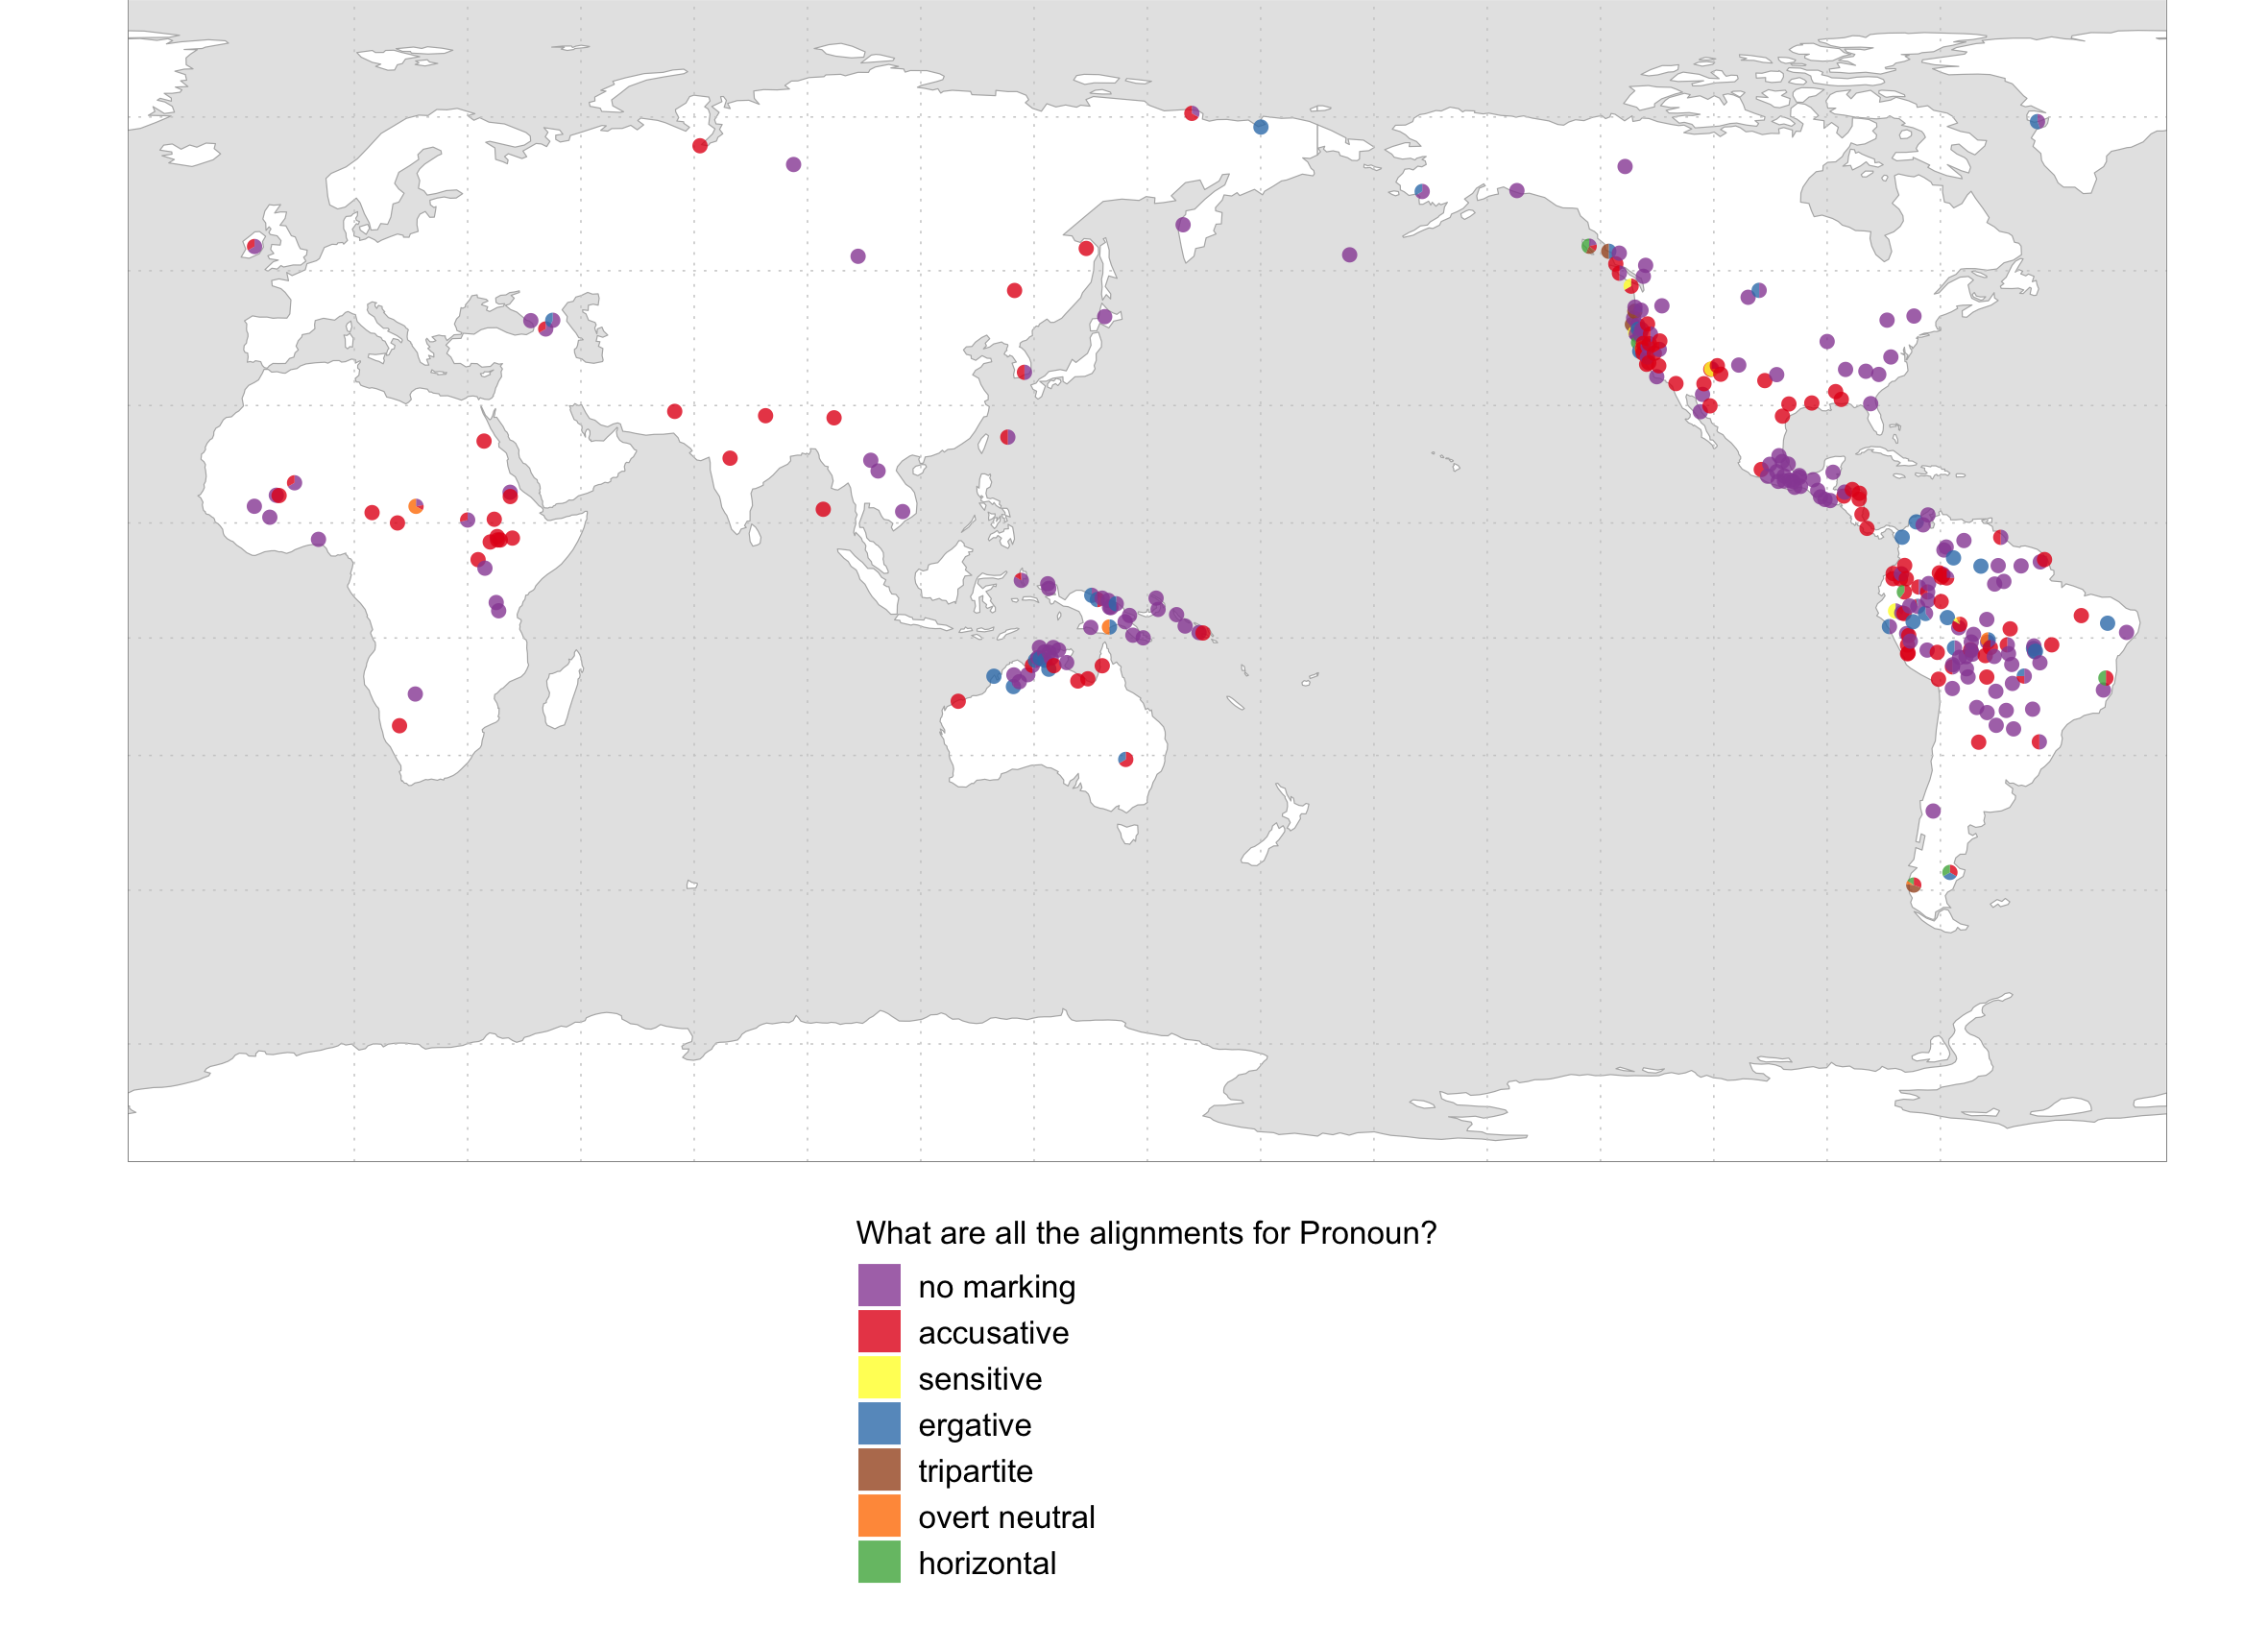 What are all the alignments for Pronoun?
no marking
accusative
sensitive
ergative
tripartite
overt neutral
horizontal